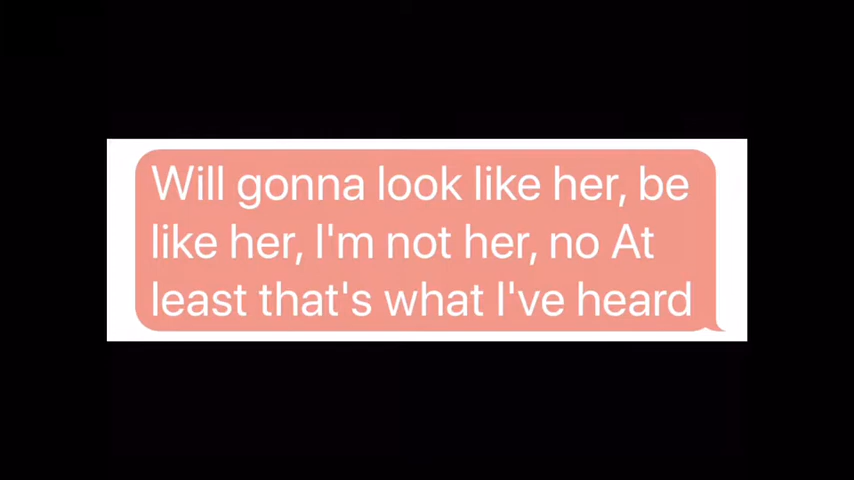 Will gonna look like her, be
like her, I'm not her, no At
least that's what I've heard